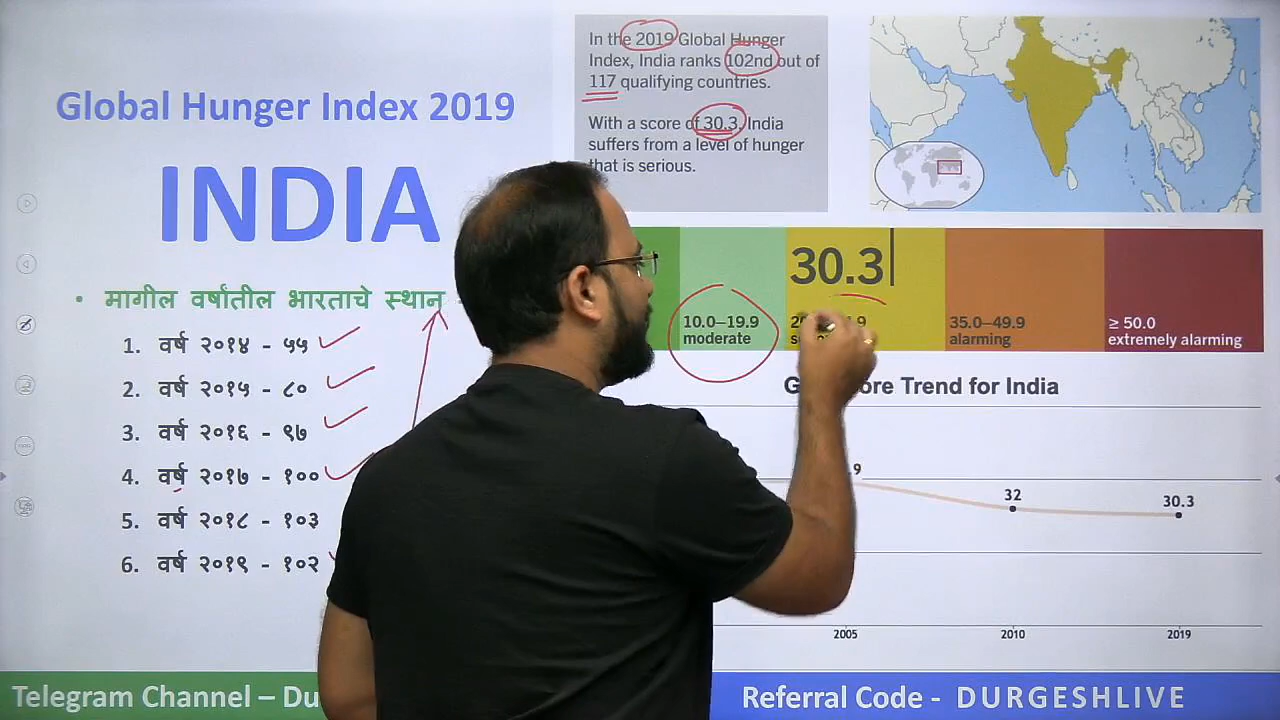 Global Hunger Index 2019
INDIA
• मागील वर्षांतील भारताचे स्थान
1. वर्ष २०१४ - ५५
2. वर्ष २०१५ - ८०
3. वर्ष २०१६ - ९७
4. वर्ष २०१७ - १००
5. वर्ष २०१८ - १०३
6. वर्ष २०१९ - १०२
In the 2019 Global Hunger
Index, India ranks 102nd out of
117 qualifying countries.
With a score of 30.3, India
suffers from a level of hunger
that is serious.
30.3
10.0–19.9
moderate
35.0–49.9
alarming
≥ 50.0
extremely alarming
Trend for India
32
30.3
2005
2010
2019
Telegram Channel –
Referral Code - DURGESHLIVE